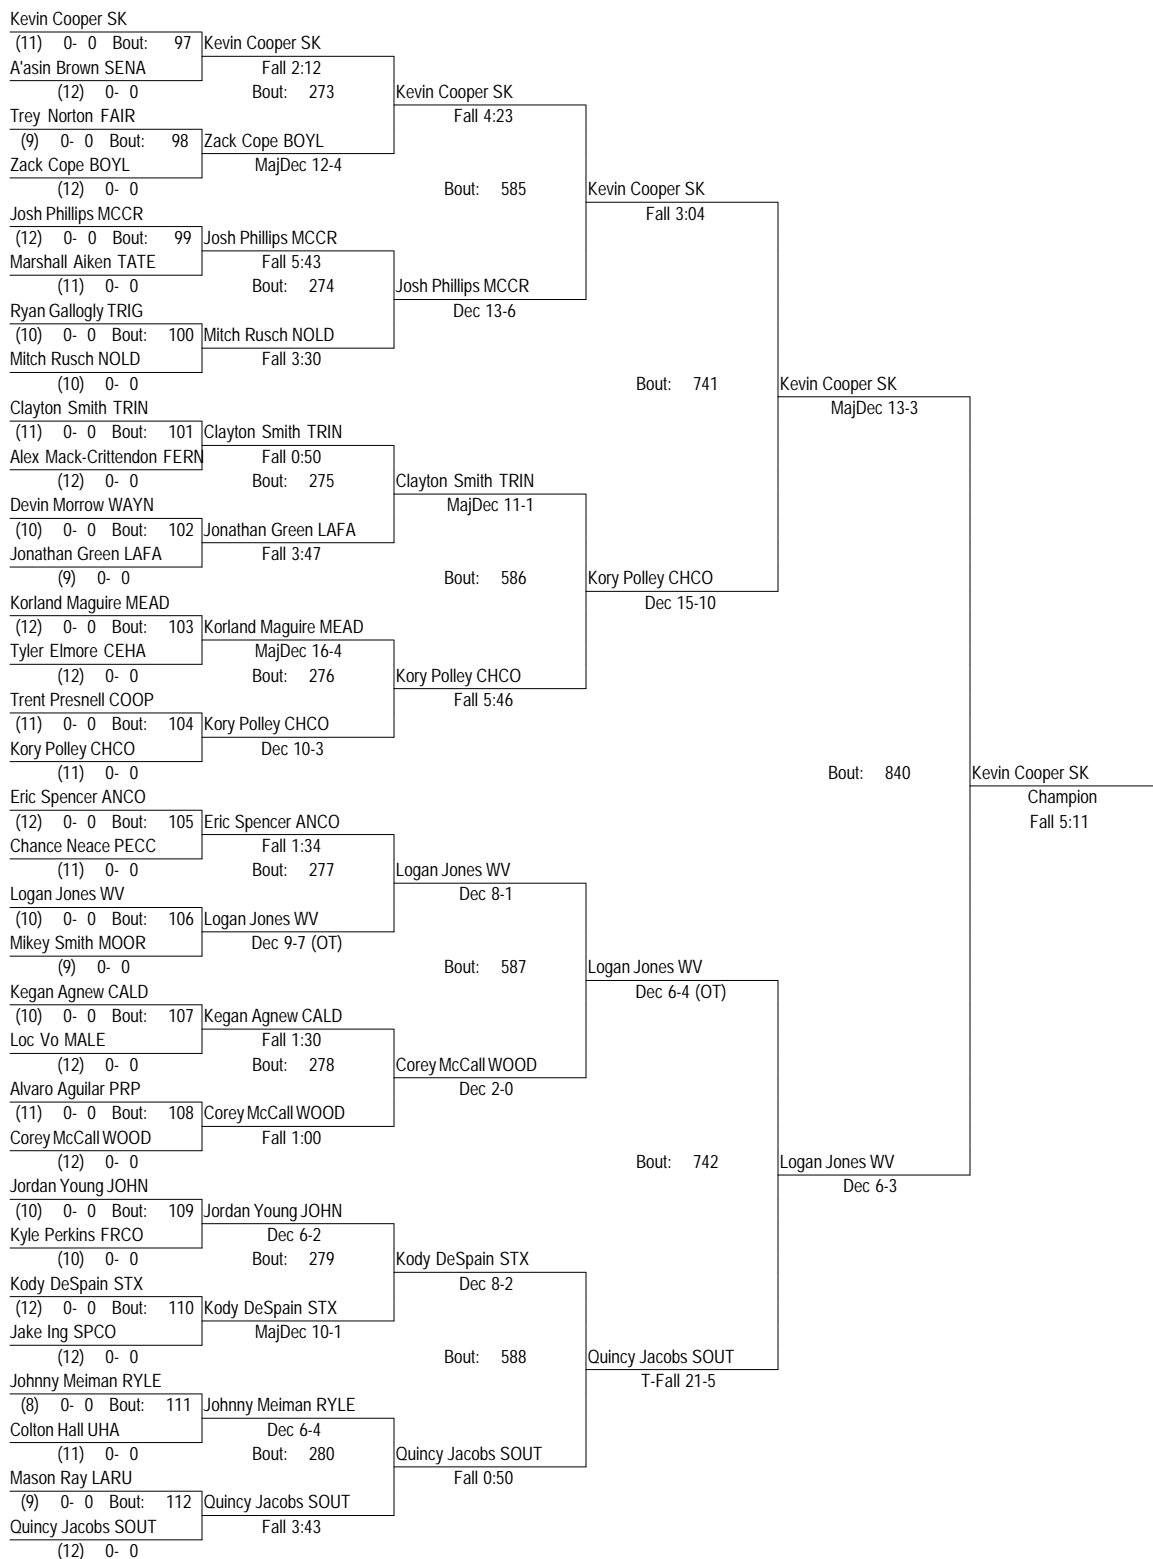 Kevin Cooper SK
(11) 0- 0 Bout: 97 Kevin Cooper SK
A'asin Brown SENA Fall 2:12
(12) 0- 0 Bout: 273 Kevin Cooper SK
Trey Norton FAIR Fall 4:23
(9) 0- 0 Bout: 98 Zack Cope BOYL
Zack Cope BOYL MajDec 12-4
(12) 0- 0 Bout: 585 Kevin Cooper SK
Josh Phillips MCCR Fall 3:04
(12) 0- 0 Bout: 99 Josh Phillips MCCR
Marshall Aiken TATE Fall 5:43
(11) 0- 0 Bout: 274 Josh Phillips MCCR
Ryan Gallogly TRIG Dec 13-6
(10) 0- 0 Bout: 100 Mitch Rusch NOLD
Mitch Rusch NOLD Fall 3:30
(10) 0- 0 Bout: 741 Kevin Cooper SK
Clayton Smith TRIN MajDec 13-3
(11) 0- 0 Bout: 101 Clayton Smith TRIN
Alex Mack-Crittendon FERN Fall 0:50
(12) 0- 0 Bout: 275 Clayton Smith TRIN
Devin Morrow WAYN MajDec 11-1
(10) 0- 0 Bout: 102 Jonathan Green LAFA
Jonathan Green LAFA Fall 3:47
(9) 0- 0 Bout: 586 Kory Polley CHCO
Korland Maguire MEAD Dec 15-10
(12) 0- 0 Bout: 103 Korland Maguire MEAD
Tyler Elmore CEHA MajDec 16-4
(12) 0- 0 Bout: 276 Kory Polley CHCO
Trent Presnell COOP Fall 5:46
(11) 0- 0 Bout: 104 Kory Polley CHCO
Kory Polley CHCO Dec 10-3
(11) 0- 0 Bout: 840 Kevin Cooper SK
Eric Spencer ANCO Champion
(12) 0- 0 Bout: 105 Eric Spencer ANCO Fall 5:11
Chance Neace PECC Fall 1:34
(11) 0- 0 Bout: 277 Logan Jones WV
Logan Jones WV Dec 8-1
(10) 0- 0 Bout: 106 Logan Jones WV
Mikey Smith MOOR Dec 9-7 (OT)
(9) 0- 0 Bout: 587 Logan Jones WV
Kegan Agnew CALD Dec 6-4 (OT)
(10) 0- 0 Bout: 107 Kegan Agnew CALD
Loc Vo MALE Fall 1:30
(12) 0- 0 Bout: 278 Corey McCall WOOD
Alvaro Aguilar PRP Dec 2-0
(11) 0- 0 Bout: 108 Corey McCall WOOD
Corey McCall WOOD Fall 1:00
(12) 0- 0 Bout: 742 Logan Jones WV
Jordan Young JOHN Dec 6-3
(10) 0- 0 Bout: 109 Jordan Young JOHN
Kyle Perkins FRCO Dec 6-2
(10) 0- 0 Bout: 279 Kody DeSpain STX
Kody DeSpain STX Dec 8-2
(12) 0- 0 Bout: 110 Kody DeSpain STX
Jake Ing SPCO MajDec 10-1
(12) 0- 0 Bout: 588 Quincy Jacobs SOUT
Johnny Meiman RYLE T-Fall 21-5
(8) 0- 0 Bout: 111 Johnny Meiman RYLE
Colton Hall UHA Dec 6-4
(11) 0- 0 Bout: 280 Quincy Jacobs SOUT
Mason Ray LARU Fall 0:50
(9) 0- 0 Bout: 112 Quincy Jacobs SOUT
Quincy Jacobs SOUT Fall 3:43
(12) 0- 0